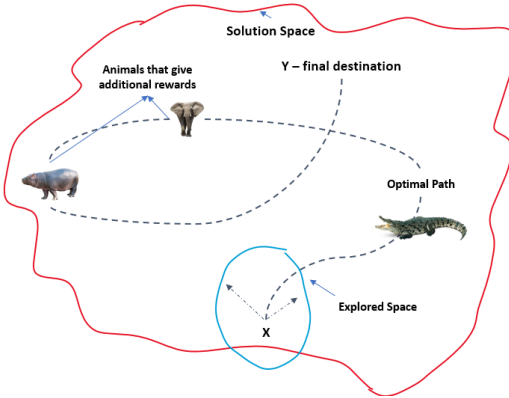 Solution Space
Y – final destination
Animals that give
additional rewards
Optimal Path
Explored Space
X